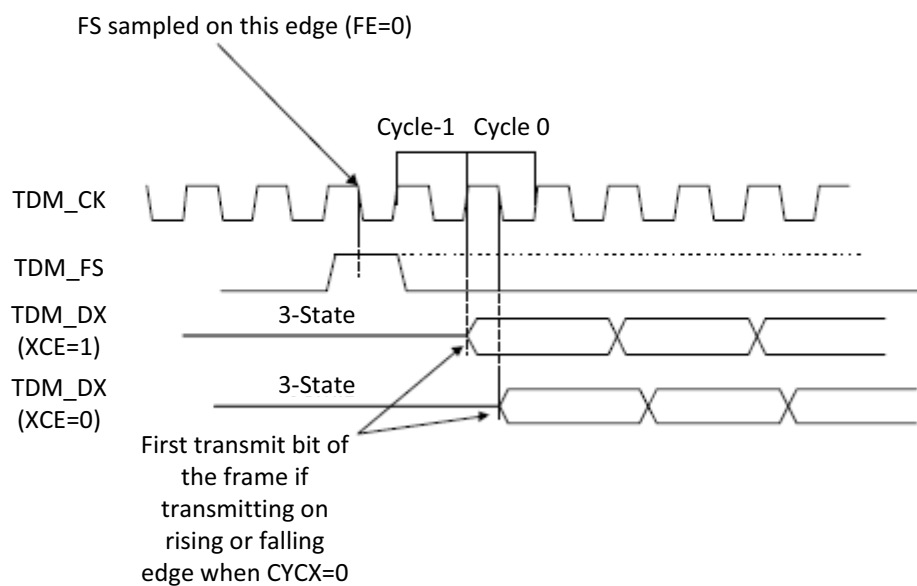 FS sampled on this edge (FE=0)
Cycle-1 Cycle 0
TDM_CK
TDM_FS
TDM_DX
(XCE=1)
3-State
TDM_DX
(XCE=0)
3-State
First transmit bit of
the frame if
transmitting on
rising or falling
edge when CYCX=0